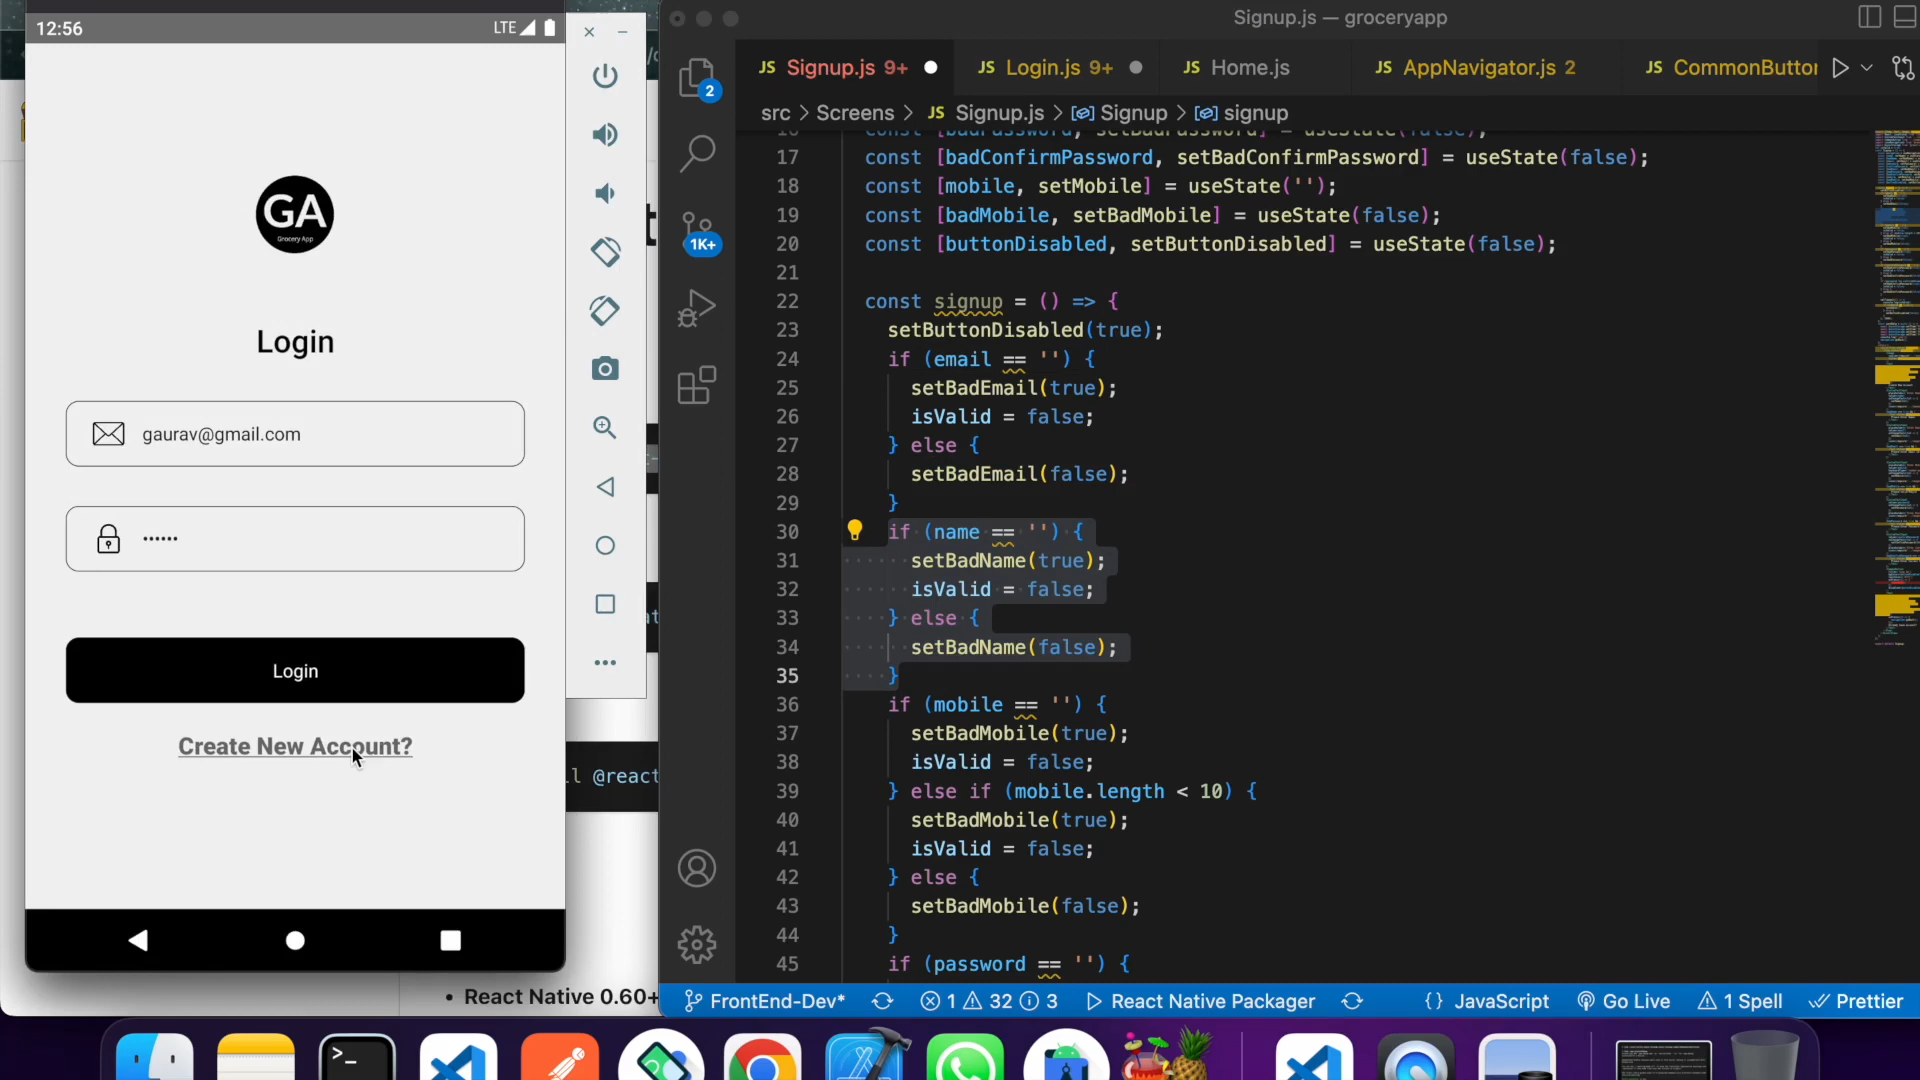 12:56
LTE
GA
Grocery App
Login
gaurav@gmail.com
••••••
Login
Create New Account?
ll @react
• React Native 0.60+
Signup.js — groceryapp
JS Signup.js 9+
JS Login.js 9+
JS Home.js
JS AppNavigator.js 2
JS CommonButton
2
1K+
src > Screens > JS Signup.js > Signup > signup
17 const [badConfirmPassword, setBadConfirmPassword] = useState(false);
18 const [mobile, setMobile] = useState('');
19 const [badMobile, setBadMobile] = useState(false);
20 const [buttonDisabled, setButtonDisabled] = useState(false);
21
22 const signup = () => {
23 setButtonDisabled(true);
24 if (email == '') {
25 setBadEmail(true);
26 isValid = false;
27 } else {
28 setBadEmail(false);
29 }
30 if (name == '') {
31 setBadName(true);
32 isValid = false;
33 } else {
34 setBadName(false);
35 }
36 if (mobile == '') {
37 setBadMobile(true);
38 isValid = false;
39 } else if (mobile.length < 10) {
40 setBadMobile(true);
41 isValid = false;
42 } else {
43 setBadMobile(false);
44 }
45 if (password == '') {
FrontEnd-Dev* 1 32 3 React Native Packager {} JavaScript Go Live 1 Spell Prettier